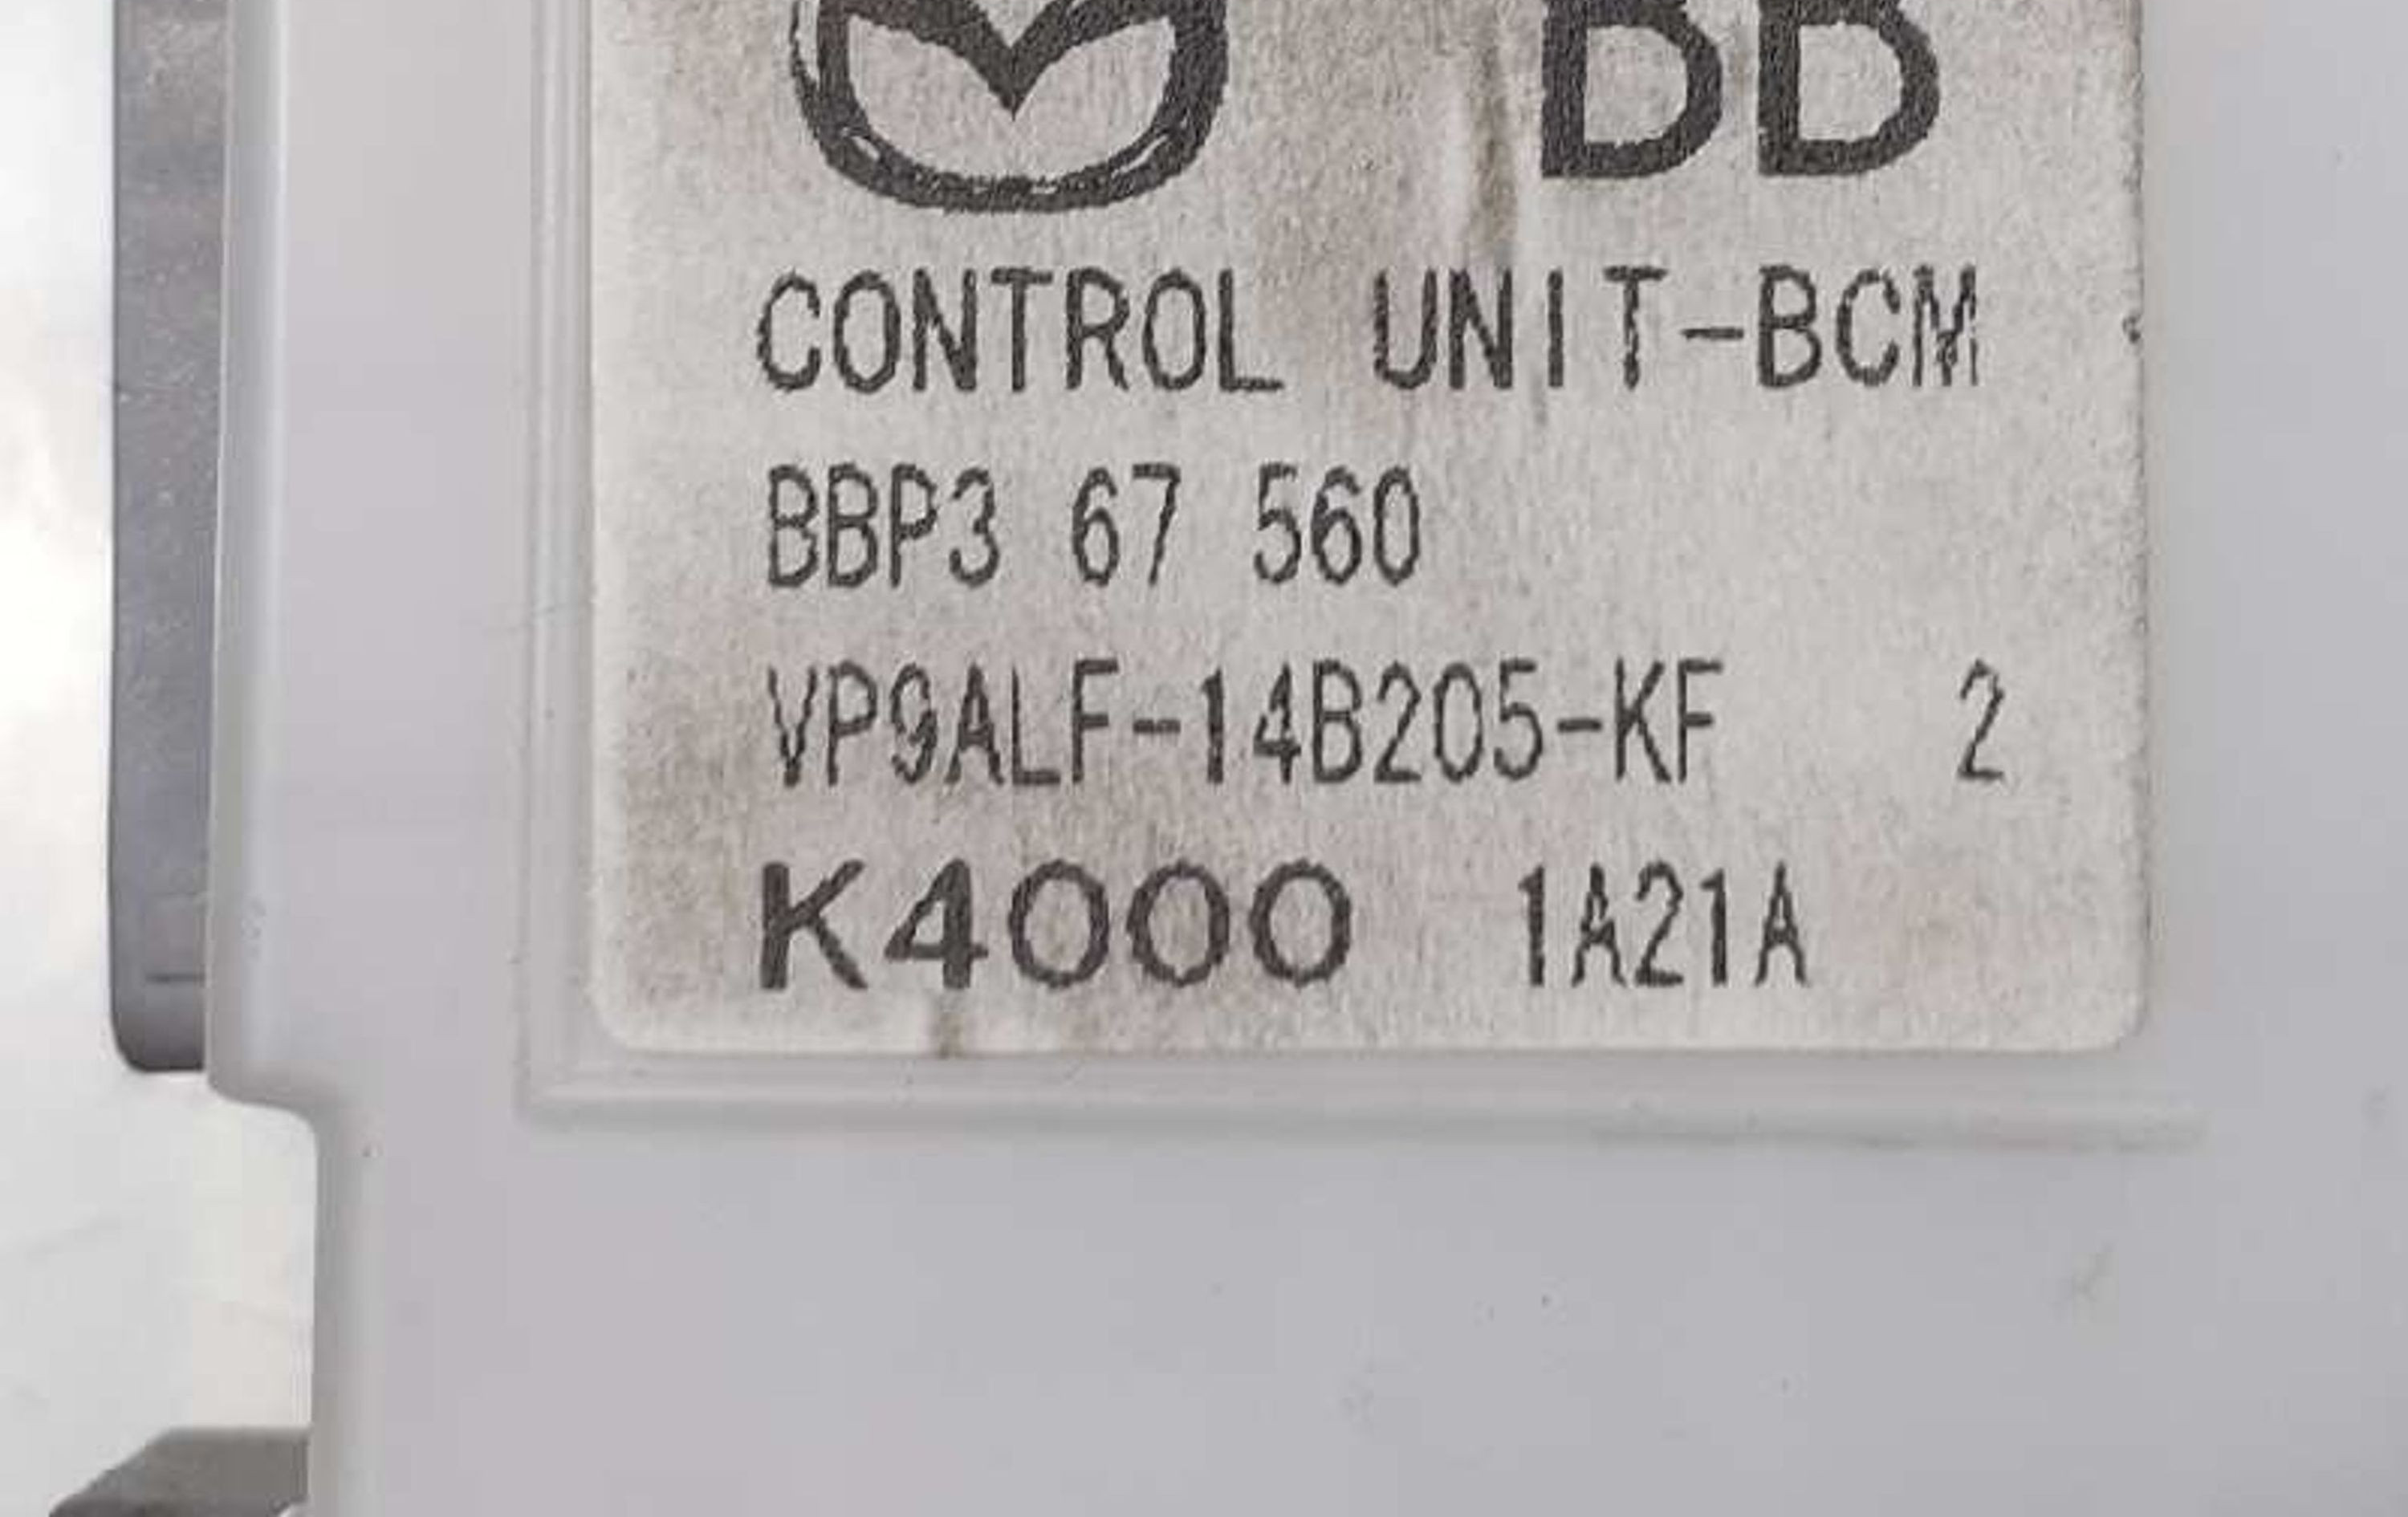 BB
CONTROL UNIT-BCM
BBP3 67 560
VP9ALF-14B205-KF 2
K4000 1A21A